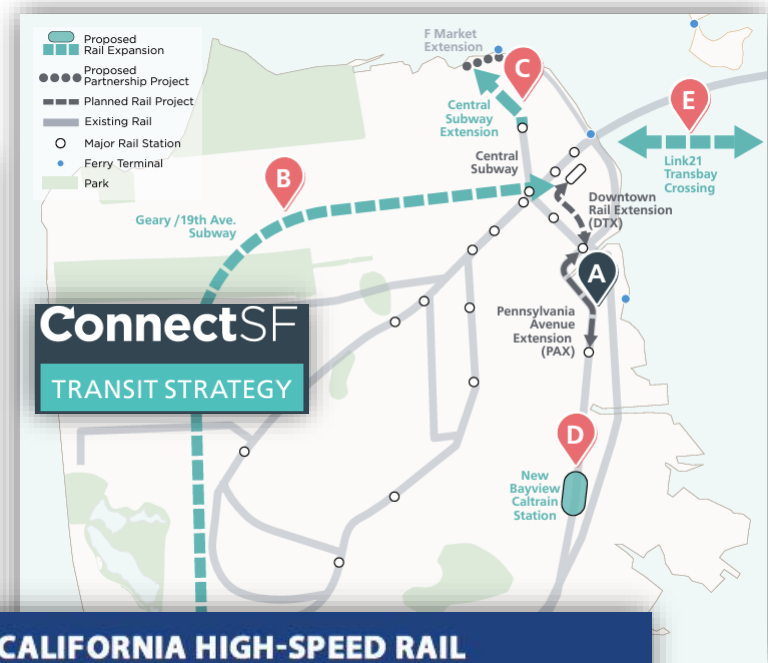 Proposed
Rail Expansion
Proposed
Partnership Project
Planned Rail Project
Existing Rail
Major Rail Station
Ferry Terminal
Park
F Market
Extension
C
E
Central
Subway
Extension
Link21
Transbay
Crossing
Central
Subway
B
Geary /19th Ave.
Subway
Downtown
Rail Extension
(DTX)
A
Pennsylvania
Avenue
Extension
(PAX)
ConnectSF
TRANSIT STRATEGY
D
New
Bayview
Caltrain
Station
CALIFORNIA HIGH-SPEED RAIL